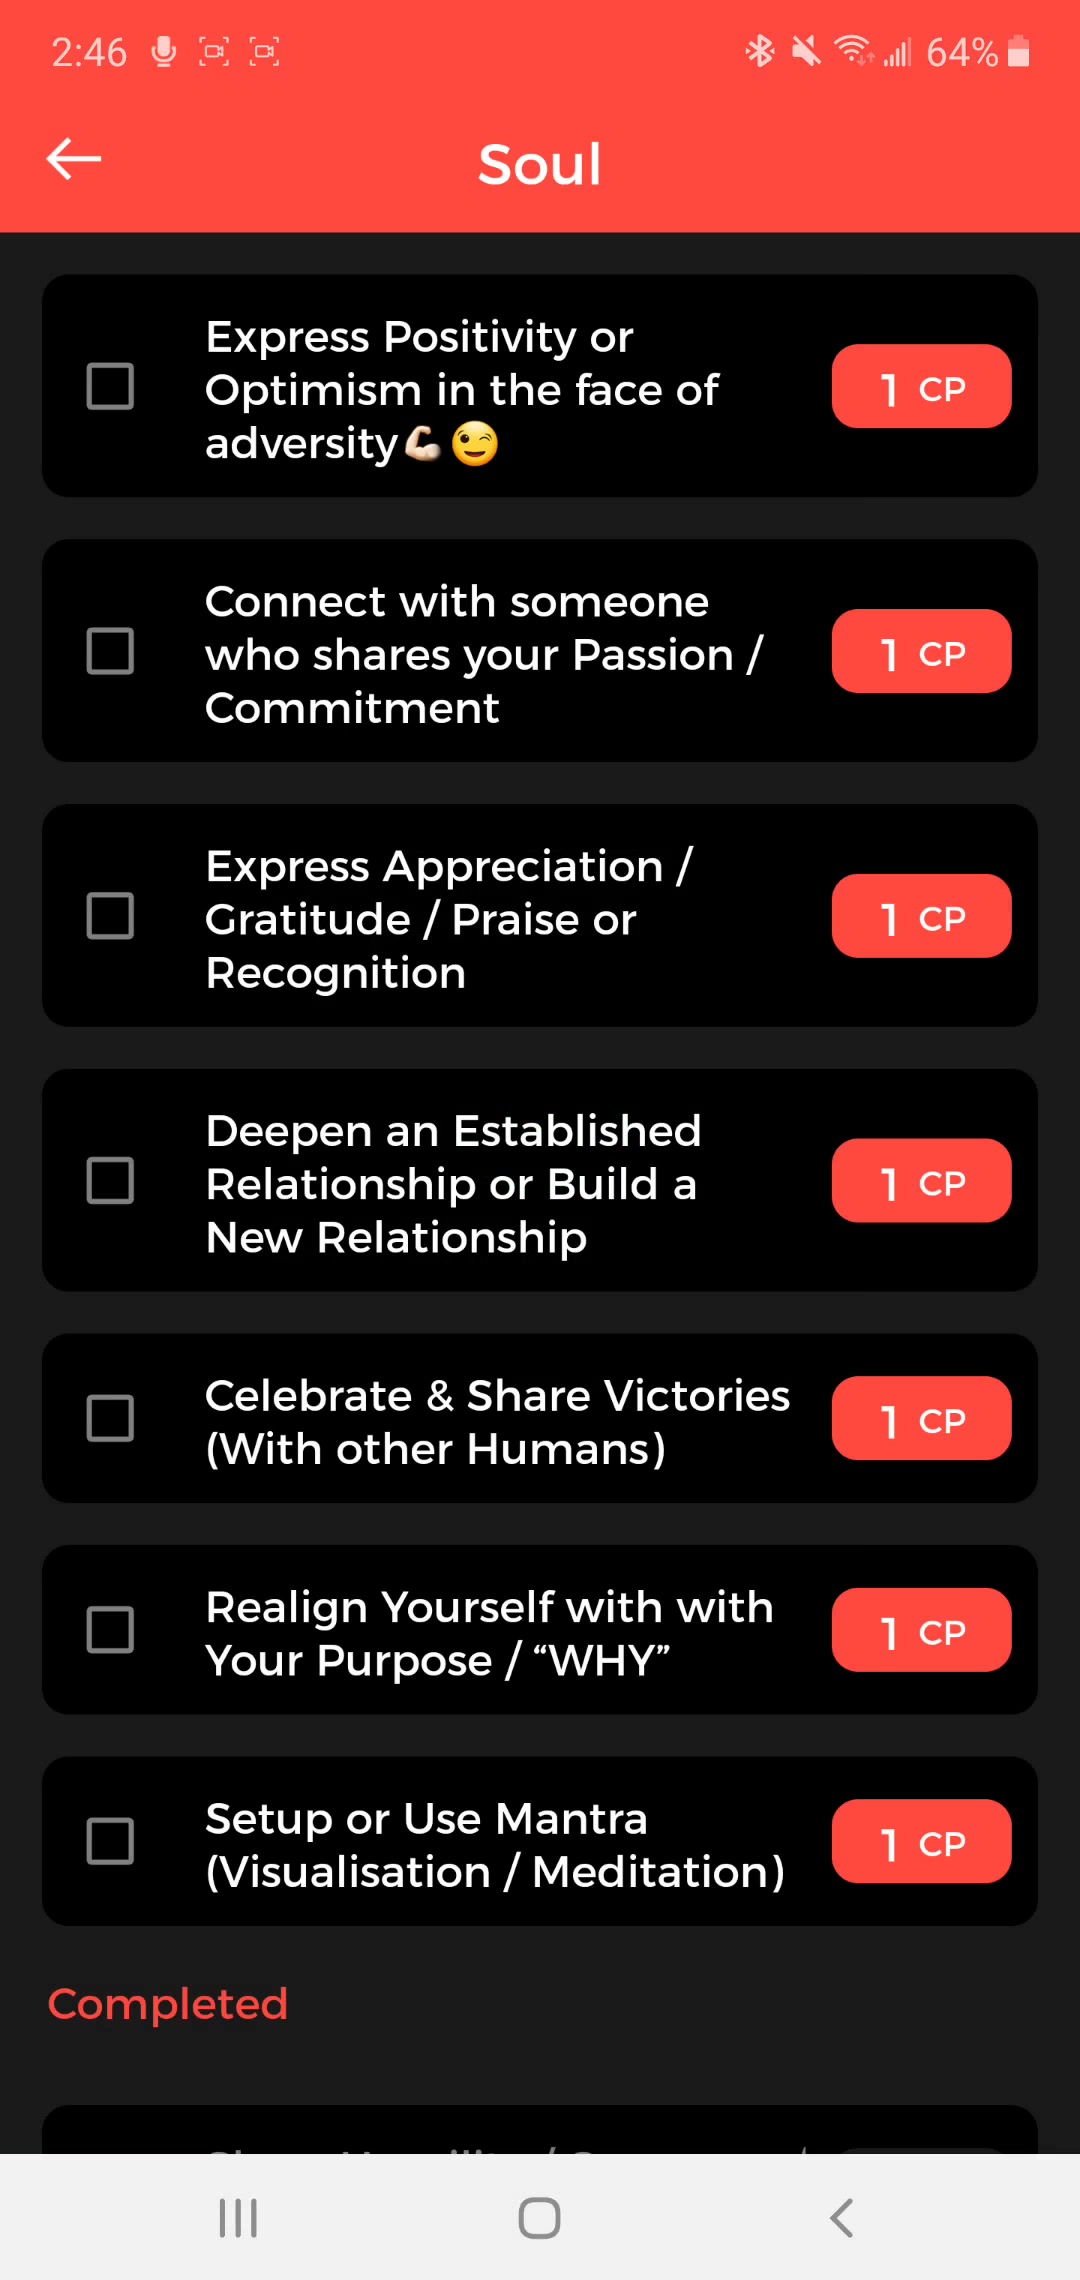 2:46
64%
Soul
Express Positivity or
Optimism in the face of
adversity💪🏻😉
1 CP
Connect with someone
who shares your Passion /
Commitment
1 CP
Express Appreciation /
Gratitude / Praise or
Recognition
1 CP
Deepen an Established
Relationship or Build a
New Relationship
1 CP
Celebrate & Share Victories
(With other Humans)
1 CP
Realign Yourself with with
Your Purpose / “WHY”
1 CP
Setup or Use Mantra
(Visualisation / Meditation)
1 CP
Completed